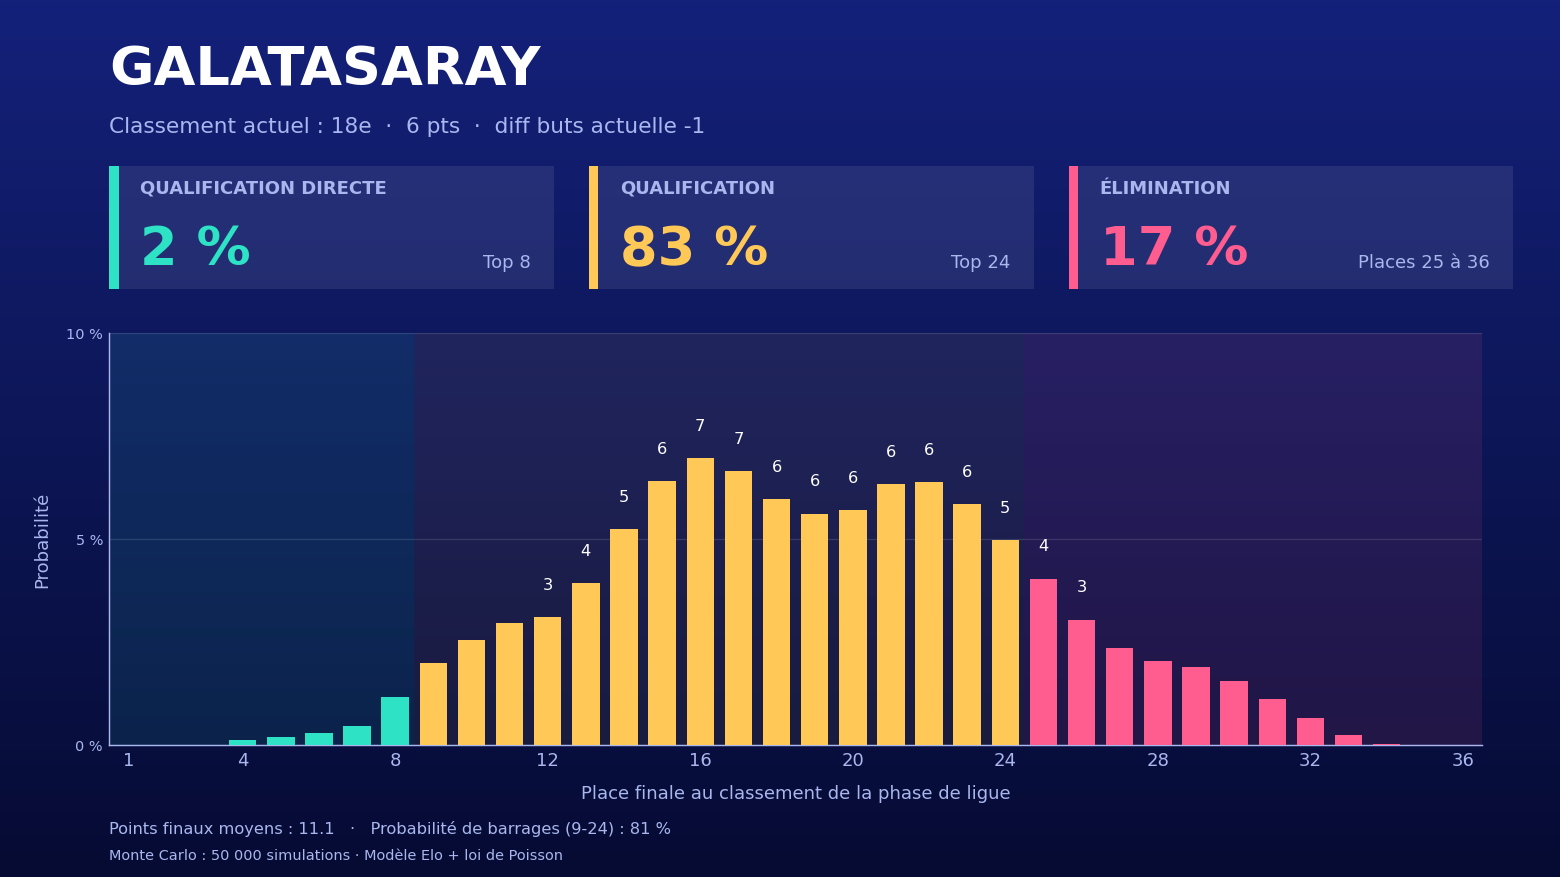 GALATASARAY
Classement actuel : 18e · 6 pts · diff buts actuelle -1
QUALIFICATION DIRECTE
2 %
Top 8
QUALIFICATION
83 %
Top 24
ÉLIMINATION
17 %
Places 25 à 36
10 %
5 %
0 %
Probabilité
3 4 5 6 7 7 6 6 6 6 6 6 5 4 3
1 4 8 12 16 20 24 28 32 36
Place finale au classement de la phase de ligue
Points finaux moyens : 11.1 · Probabilité de barrages (9-24) : 81 %
Monte Carlo : 50 000 simulations · Modèle Elo + loi de Poisson